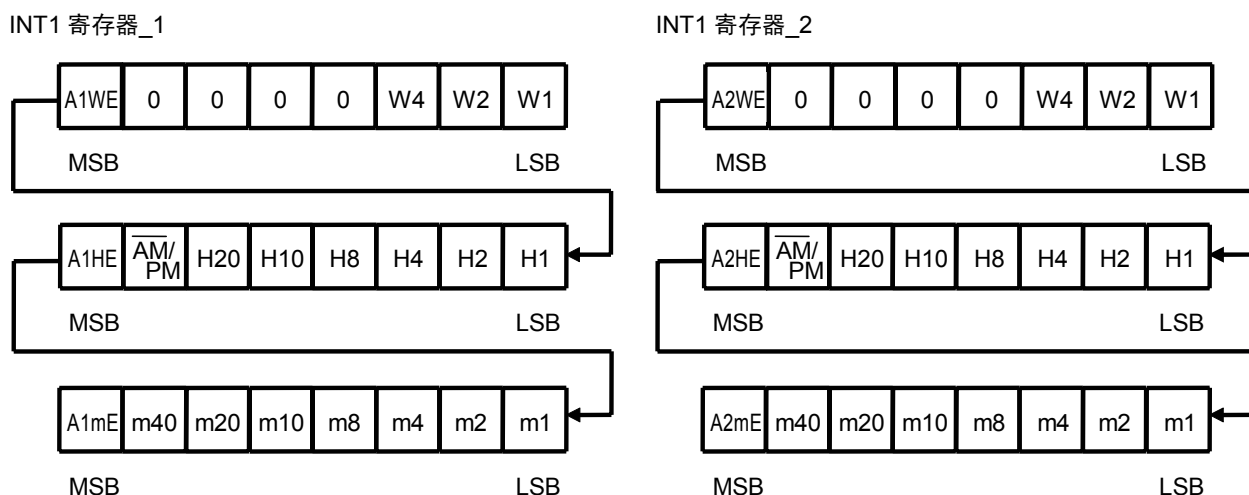 INT1 寄存器_1
A1WE 0 0 0 0 W4 W2 W1
MSB LSB
A1HE AM/PM H20 H10 H8 H4 H2 H1
MSB LSB
A1mE m40 m20 m10 m8 m4 m2 m1
MSB LSB
INT1 寄存器_2
A2WE 0 0 0 0 W4 W2 W1
MSB LSB
A2HE AM/PM H20 H10 H8 H4 H2 H1
MSB LSB
A2mE m40 m20 m10 m8 m4 m2 m1
MSB LSB